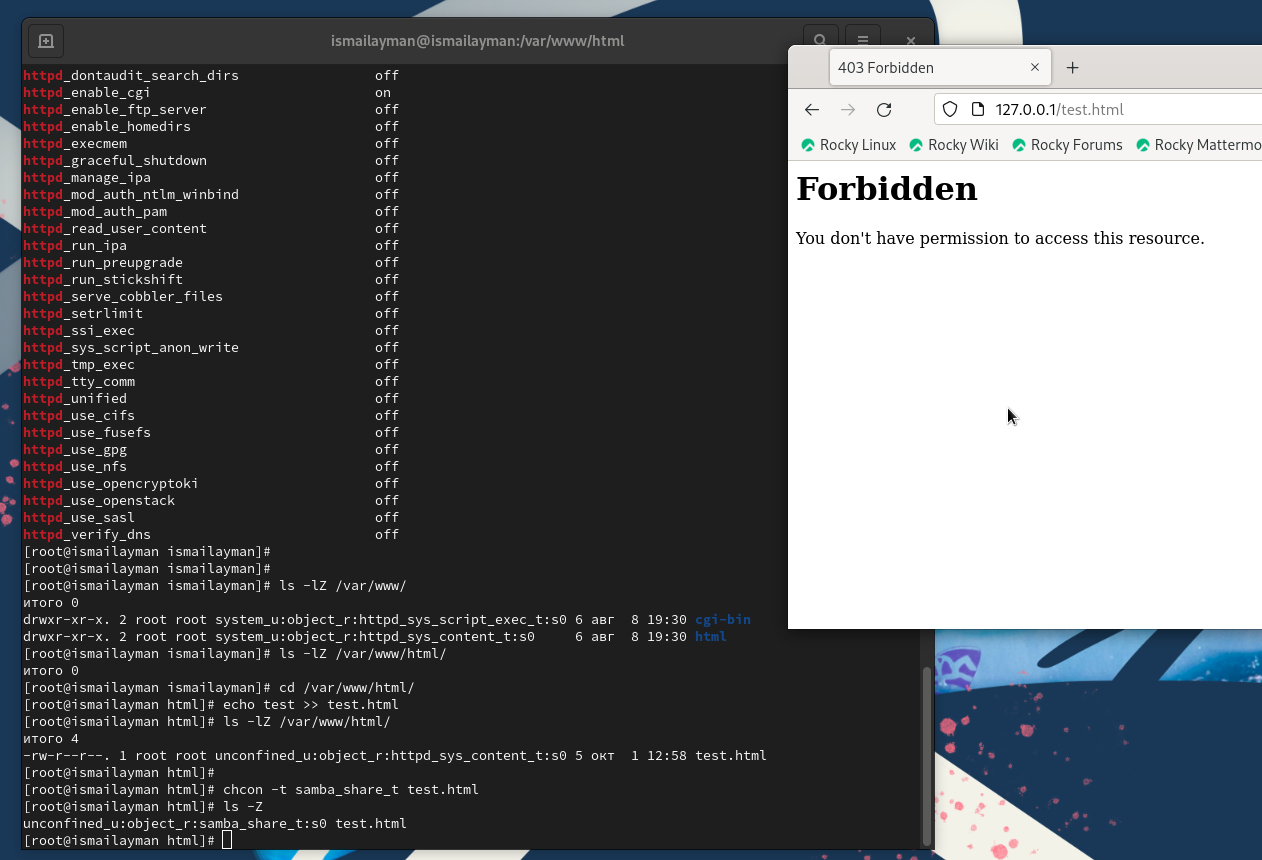 ismailayman@ismailayman:/var/www/html
httpd_dontaudit_search_dirs off
httpd_enable_cgi on
httpd_enable_ftp_server off
httpd_enable_homedirs off
httpd_execmem off
httpd_graceful_shutdown off
httpd_manage_ipa off
httpd_mod_auth_ntlm_winbind off
httpd_mod_auth_pam off
httpd_read_user_content off
httpd_run_ipa off
httpd_run_preupgrade off
httpd_run_stickshift off
httpd_serve_cobbler_files off
httpd_setrlimit off
httpd_ssi_exec off
httpd_sys_script_anon_write off
httpd_tmp_exec off
httpd_tty_comm off
httpd_unified off
httpd_use_cifs off
httpd_use_fusefs off
httpd_use_gpg off
httpd_use_nfs off
httpd_use_opencryptoki off
httpd_use_openstack off
httpd_use_sasl off
httpd_verify_dns off
[root@ismailayman ismailayman]#
[root@ismailayman ismailayman]#
[root@ismailayman ismailayman]# ls -lZ /var/www/
итого 0
drwxr-xr-x. 2 root root system_u:object_r:httpd_sys_script_exec_t:s0 6 авг  8 19:30 cgi-bin
drwxr-xr-x. 2 root root system_u:object_r:httpd_sys_content_t:s0     6 авг  8 19:30 html
[root@ismailayman ismailayman]# ls -lZ /var/www/html/
итого 0
[root@ismailayman ismailayman]# cd /var/www/html/
[root@ismailayman html]# echo test >> test.html
[root@ismailayman html]# ls -lZ /var/www/html/
итого 4
-rw-r--r--. 1 root root unconfined_u:object_r:httpd_sys_content_t:s0 5 окт  1 12:58 test.html
[root@ismailayman html]#
[root@ismailayman html]# chcon -t samba_share_t test.html
[root@ismailayman html]# ls -Z
unconfined_u:object_r:samba_share_t:s0 test.html
[root@ismailayman html]#
403 Forbidden
127.0.0.1/test.html
Rocky Linux Rocky Wiki Rocky Forums Rocky Mattermo
Forbidden
You don't have permission to access this resource.